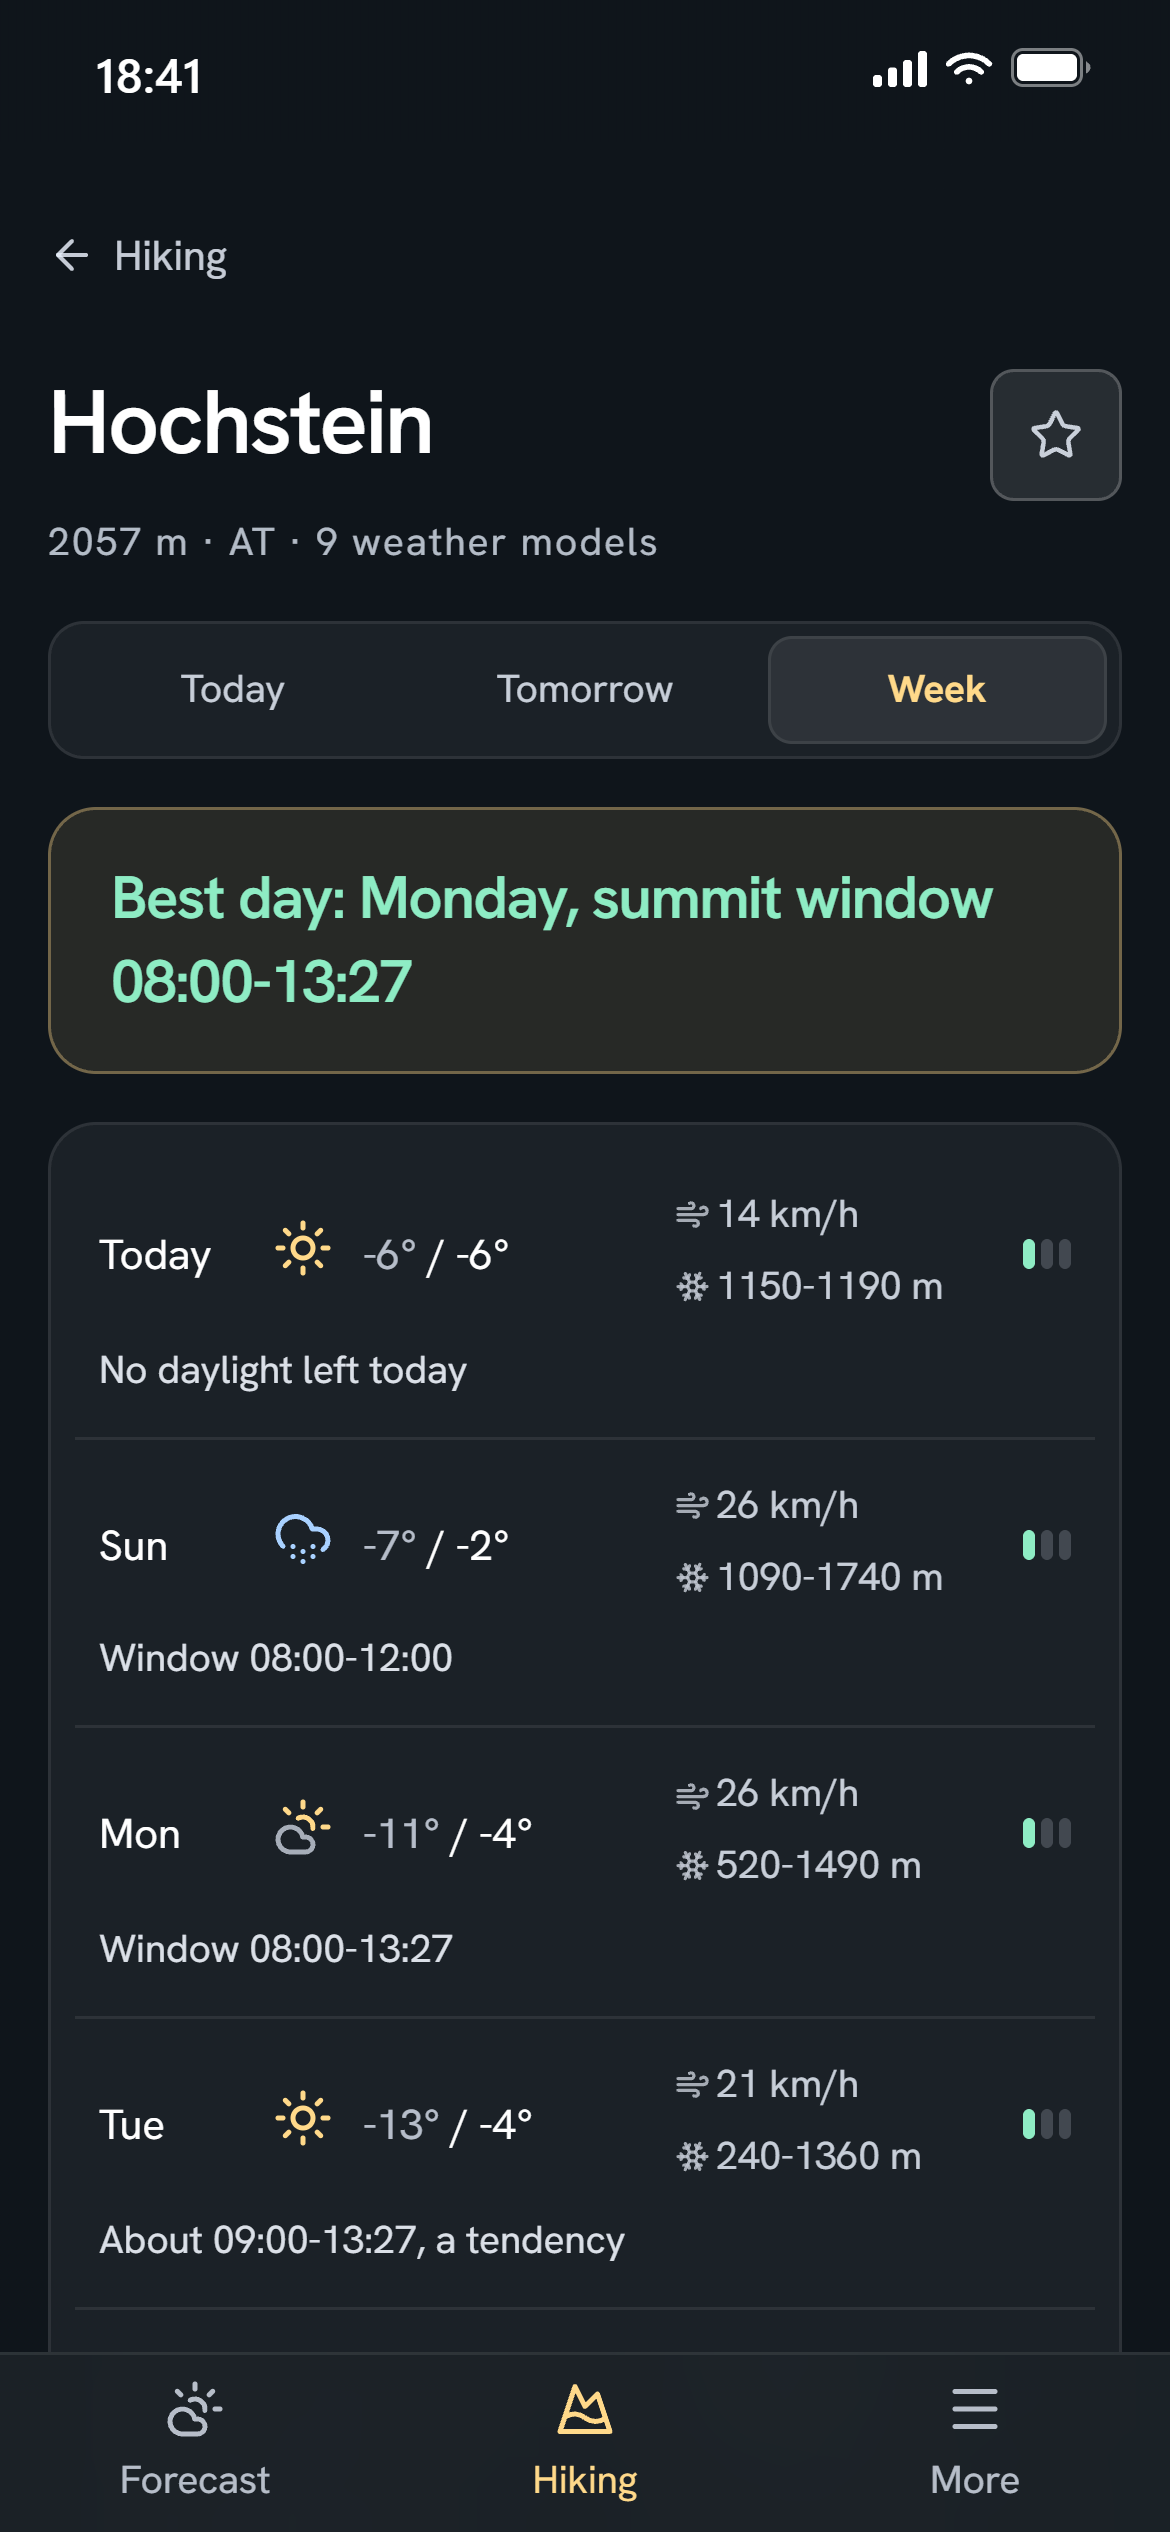 18:41
Hiking
Hochstein
2057 m · AT · 9 weather models
Today Tomorrow Week
Best day: Monday, summit window
08:00-13:27
14 km/h
Today -6° / -6°
1150-1190 m
No daylight left today
26 km/h
Sun -7° / -2°
1090-1740 m
Window 08:00-12:00
26 km/h
Mon -11° / -4°
520-1490 m
Window 08:00-13:27
21 km/h
Tue -13° / -4°
240-1360 m
About 09:00-13:27, a tendency
Forecast Hiking More